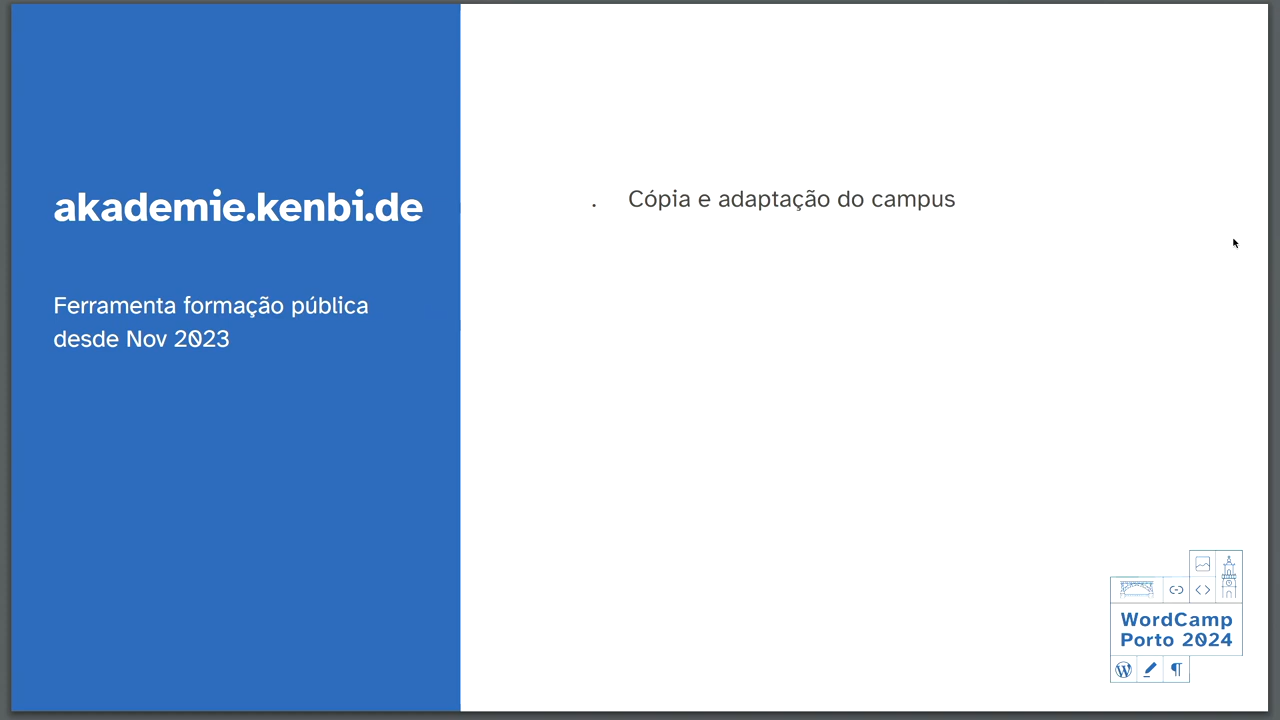 akademie.kenbi.de
Ferramenta formação pública
desde Nov 2023
. Cópia e adaptação do campus
WordCamp
Porto 2024